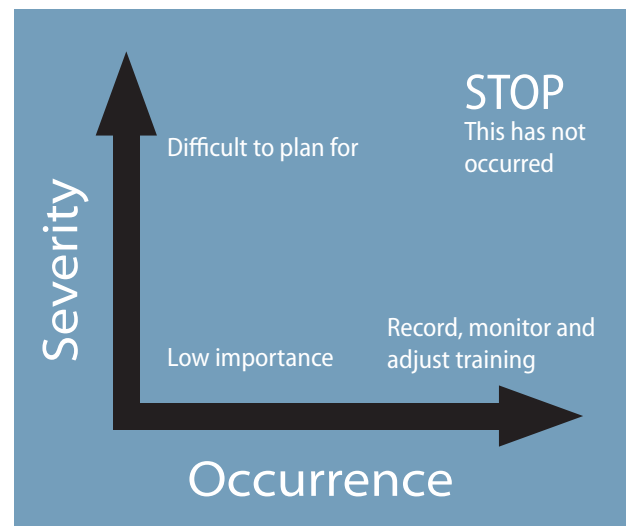 STOP
This has not
occurred
Difficult to plan for
Severity
Record, monitor and
adjust training
Low importance
Occurrence